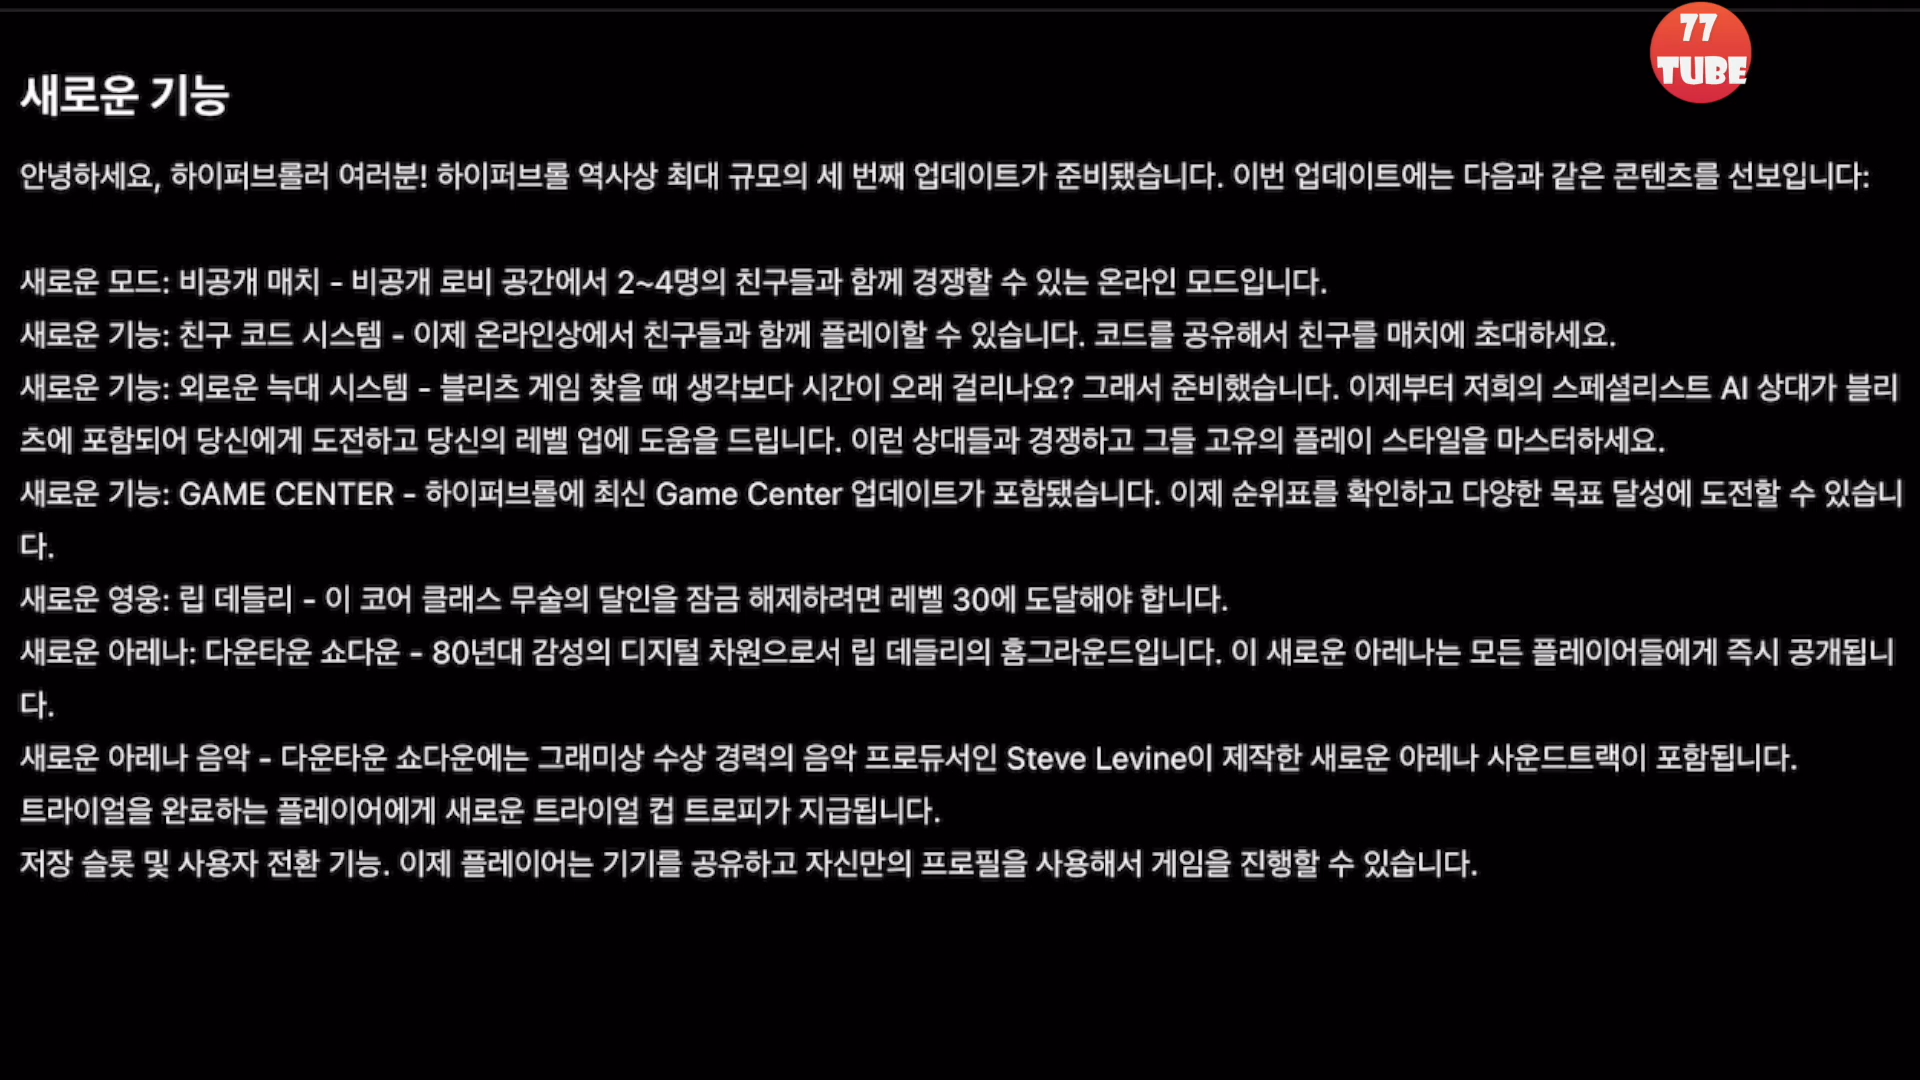 77
TUBE
새로운 기능
안녕하세요, 하이퍼브롤러 여러분! 하이퍼브롤 역사상 최대 규모의 세 번째 업데이트가 준비됐습니다. 이번 업데이트에는 다음과 같은 콘텐츠를 선보입니다:
새로운 모드: 비공개 매치 - 비공개 로비 공간에서 2~4명의 친구들과 함께 경쟁할 수 있는 온라인 모드입니다.
새로운 기능: 친구 코드 시스템 - 이제 온라인상에서 친구들과 함께 플레이할 수 있습니다. 코드를 공유해서 친구를 매치에 초대하세요.
새로운 기능: 외로운 늑대 시스템 - 블리츠 게임 찾을 때 생각보다 시간이 오래 걸리나요? 그래서 준비했습니다. 이제부터 저희의 스페셜리스트 AI 상대가 블리
츠에 포함되어 당신에게 도전하고 당신의 레벨 업에 도움을 드립니다. 이런 상대들과 경쟁하고 그들 고유의 플레이 스타일을 마스터하세요.
새로운 기능: GAME CENTER - 하이퍼브롤에 최신 Game Center 업데이트가 포함됐습니다. 이제 순위표를 확인하고 다양한 목표 달성에 도전할 수 있습니
다.
새로운 영웅: 립 데들리 - 이 코어 클래스 무술의 달인을 잠금 해제하려면 레벨 30에 도달해야 합니다.
새로운 아레나: 다운타운 쇼다운 - 80년대 감성의 디지털 차원으로서 립 데들리의 홈그라운드입니다. 이 새로운 아레나는 모든 플레이어들에게 즉시 공개됩니
다.
새로운 아레나 음악 - 다운타운 쇼다운에는 그래미상 수상 경력의 음악 프로듀서인 Steve Levine이 제작한 새로운 아레나 사운드트랙이 포함됩니다.
트라이얼을 완료하는 플레이어에게 새로운 트라이얼 컵 트로피가 지급됩니다.
저장 슬롯 및 사용자 전환 기능. 이제 플레이어는 기기를 공유하고 자신만의 프로필을 사용해서 게임을 진행할 수 있습니다.